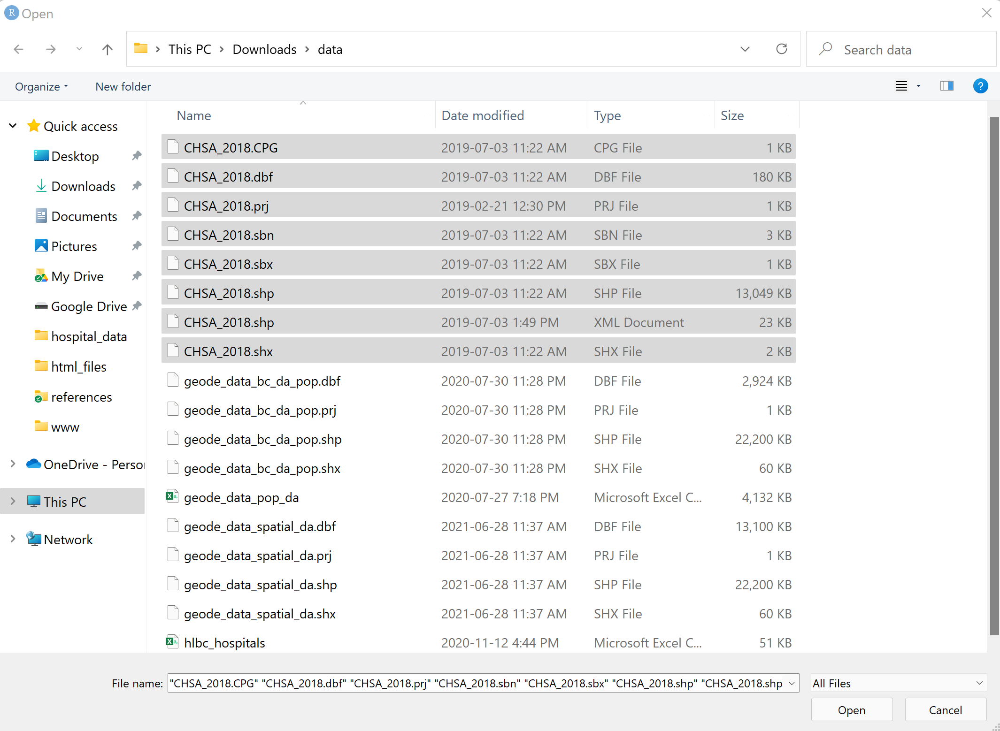 R Open
This PC > Downloads > data
Search data
Organize
New folder
?
Name Date modified Type Size
Quick access
Desktop
Downloads
Documents
Pictures
My Drive
Google Drive
hospital_data
html_files
references
www
OneDrive - Person
This PC
Network
CHSA_2018.CPG 2019-07-03 11:22 AM CPG File 1 KB
CHSA_2018.dbf 2019-07-03 11:22 AM DBF File 180 KB
CHSA_2018.prj 2019-02-21 12:30 PM PRJ File 1 KB
CHSA_2018.sbn 2019-07-03 11:22 AM SBN File 3 KB
CHSA_2018.sbx 2019-07-03 11:22 AM SBX File 1 KB
CHSA_2018.shp 2019-07-03 11:22 AM SHP File 13,049 KB
CHSA_2018.shp 2019-07-03 1:49 PM XML Document 23 KB
CHSA_2018.shx 2019-07-03 11:22 AM SHX File 2 KB
geode_data_bc_da_pop.dbf 2020-07-30 11:28 PM DBF File 2,924 KB
geode_data_bc_da_pop.prj 2020-07-30 11:28 PM PRJ File 1 KB
geode_data_bc_da_pop.shp 2020-07-30 11:28 PM SHP File 22,200 KB
geode_data_bc_da_pop.shx 2020-07-30 11:28 PM SHX File 60 KB
geode_data_pop_da 2020-07-27 7:18 PM Microsoft Excel C... 4,132 KB
geode_data_spatial_da.dbf 2021-06-28 11:37 AM DBF File 13,100 KB
geode_data_spatial_da.prj 2021-06-28 11:37 AM PRJ File 1 KB
geode_data_spatial_da.shp 2021-06-28 11:37 AM SHP File 22,200 KB
geode_data_spatial_da.shx 2021-06-28 11:37 AM SHX File 60 KB
hlbc_hospitals 2020-11-12 4:44 PM Microsoft Excel C... 51 KB
File name: "CHSA_2018.CPG" "CHSA_2018.dbf" "CHSA_2018.prj" "CHSA_2018.sbn" "CHSA_2018.sbx" "CHSA_2018.shp" "CHSA_2018.shp
All Files
Open
Cancel